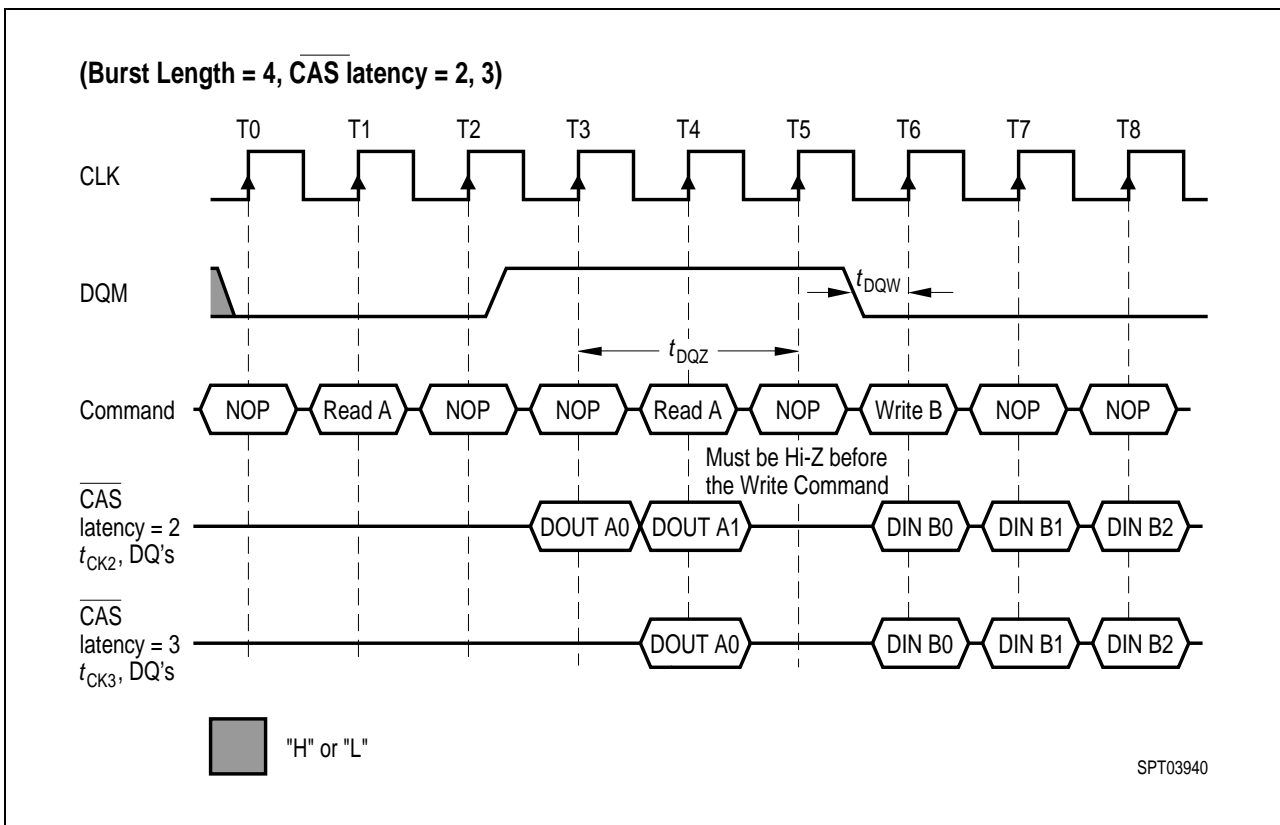 (Burst Length = 4, CAS latency = 2, 3)
T0 T1 T2 T3 T4 T5 T6 T7 T8
CLK
DQM
tDQW
tDQZ
Command NOP Read A NOP NOP Read A NOP Write B NOP NOP
Must be Hi-Z before
the Write Command
CAS
latency = 2
tCK2, DQ's
DOUT A0 DOUT A1 DIN B0 DIN B1 DIN B2
CAS
latency = 3
tCK3, DQ's
DOUT A0 DIN B0 DIN B1 DIN B2
"H" or "L"
SPT03940